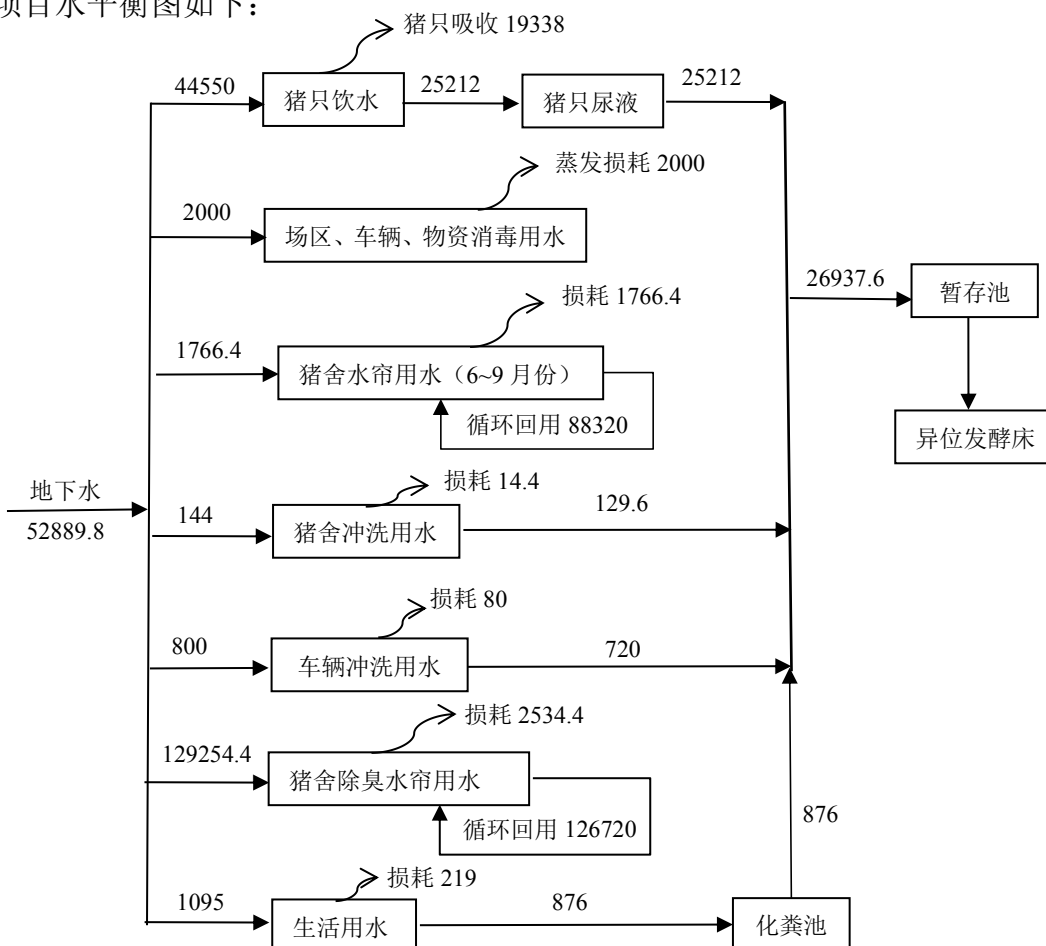 项目水平衡图如下：
猪只吸收 19338
44550
猪只饮水
25212
猪只尿液
25212
蒸发损耗 2000
2000
场区、车辆、物资消毒用水
损耗 1766.4
26937.6
暂存池
1766.4
猪舍水帘用水（6~9 月份）
循环回用 88320
异位发酵床
地下水
52889.8
损耗 14.4
144
猪舍冲洗用水
129.6
损耗 80
800
车辆冲洗用水
720
损耗 2534.4
129254.4
猪舍除臭水帘用水
循环回用 126720
876
损耗 219
1095
生活用水
876
化粪池